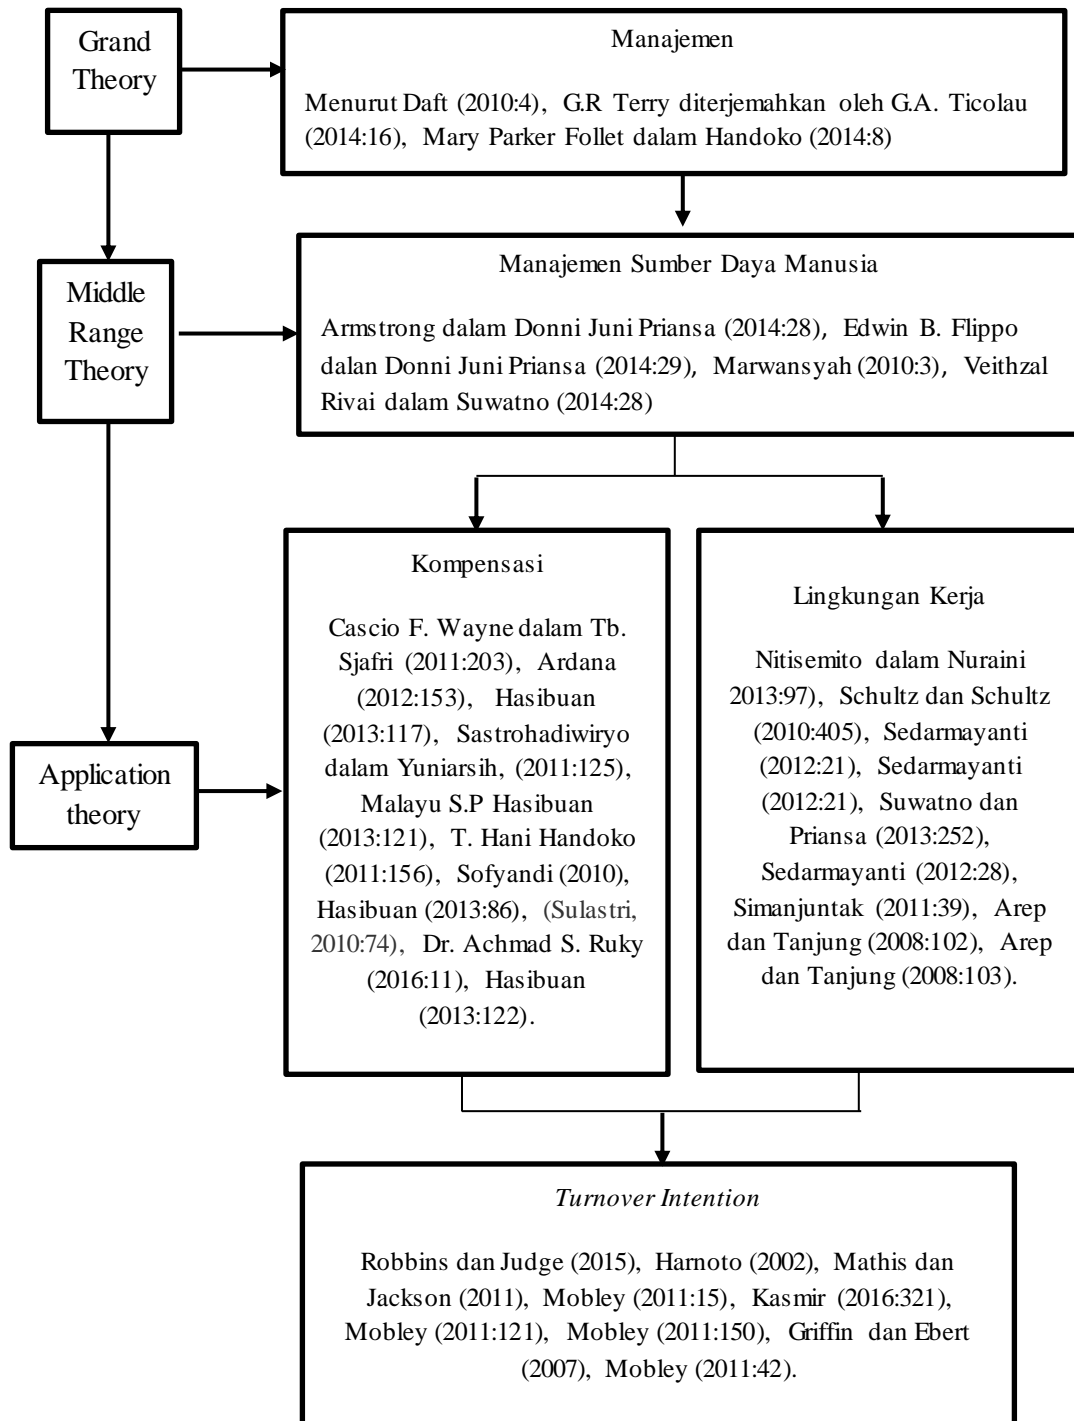 Grand
Theory
Manajemen
Menurut Daft (2010:4), G.R Terry diterjemahkan oleh G.A. Ticolau
(2014:16), Mary Parker Follet dalam Handoko (2014:8)
Middle
Range
Theory
Manajemen Sumber Daya Manusia
Armstrong dalam Donni Juni Priansa (2014:28), Edwin B. Flippo
dalan Donni Juni Priansa (2014:29), Marwansyah (2010:3), Veithzal
Rivai dalam Suwatno (2014:28)
Application
theory
Kompensasi
Cascio F. Wayne dalam Tb.
Sjafri (2011:203), Ardana
(2012:153), Hasibuan
(2013:117), Sastrohadiwiryo
dalam Yuniarsih, (2011:125),
Malayu S.P Hasibuan
(2013:121), T. Hani Handoko
(2011:156), Sofyandi (2010),
Hasibuan (2013:86), (Sulastri,
2010:74), Dr. Achmad S. Ruky
(2016:11), Hasibuan
(2013:122).
Lingkungan Kerja
Nitisemito dalam Nuraini
2013:97), Schultz dan Schultz
(2010:405), Sedarmayanti
(2012:21), Sedarmayanti
(2012:21), Suwatno dan
Priansa (2013:252),
Sedarmayanti (2012:28),
Simanjuntak (2011:39), Arep
dan Tanjung (2008:102), Arep
dan Tanjung (2008:103).
Turnover Intention
Robbins dan Judge (2015), Harnoto (2002), Mathis dan
Jackson (2011), Mobley (2011:15), Kasmir (2016:321),
Mobley (2011:121), Mobley (2011:150), Griffin dan Ebert
(2007), Mobley (2011:42).